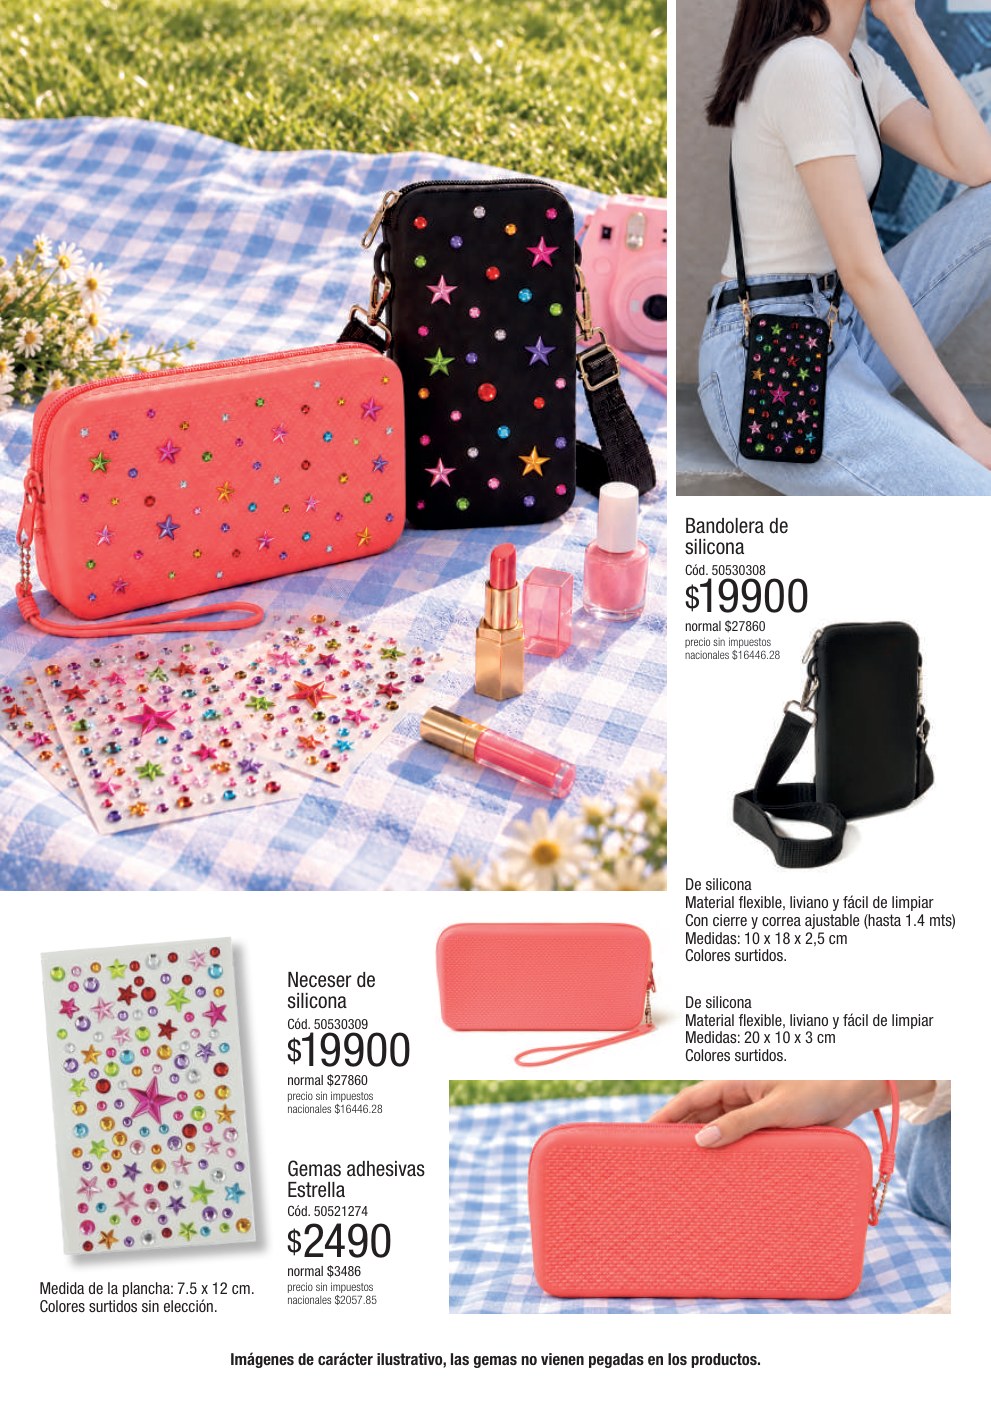 Bandolera de
silicona
Cód. 50530308
$19900
normal $27860
precio sin impuestos
nacionales $16446.28
De silicona
Material flexible, liviano y fácil de limpiar
Con cierre y correa ajustable (hasta 1.4 mts)
Medidas: 10 x 18 x 2,5 cm
Colores surtidos.
Neceser de
silicona
Cód. 50530309
$19900
normal $27860
precio sin impuestos
nacionales $16446.28
De silicona
Material flexible, liviano y fácil de limpiar
Medidas: 20 x 10 x 3 cm
Colores surtidos.
Gemas adhesivas
Estrella
Cód. 50521274
$2490
normal $3486
precio sin impuestos
nacionales $2057.85
Medida de la plancha: 7.5 x 12 cm.
Colores surtidos sin elección.
Imágenes de carácter ilustrativo, las gemas no vienen pegadas en los productos.